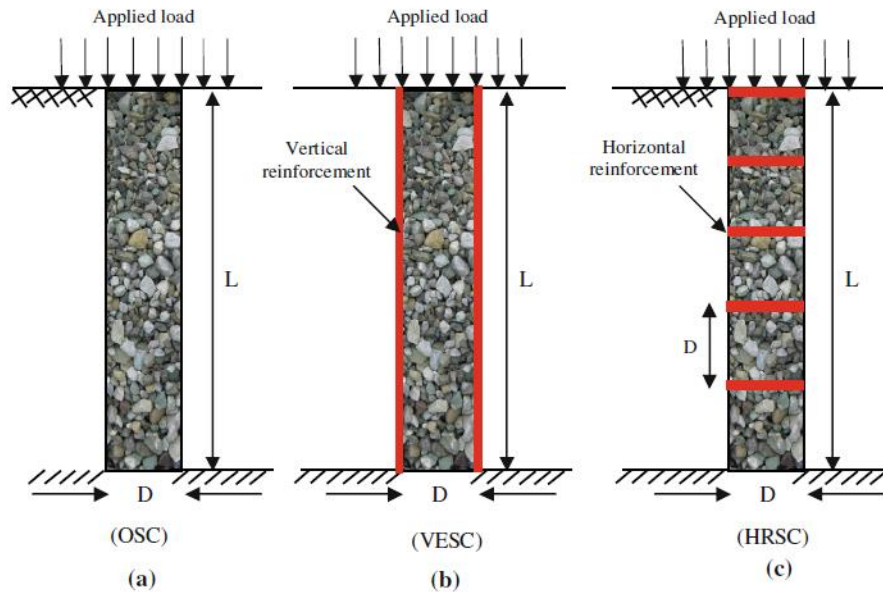 Applied load
Applied load
Applied load
Vertical
reinforcement
Horizontal
reinforcement
L
L
L
D
D
D
D
(OSC)
(VESC)
(HRSC)
(a)
(b)
(c)